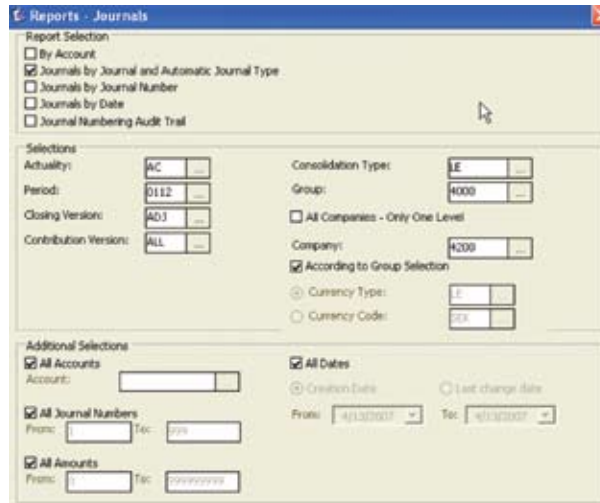 Reports - Journals
Report Selection
By Account
Journals by Journal and Automatic Journal Type
Journals by Journal Number
Journals by Date
Journal Numbering Audit Trail
Selections
Actuality: AC ...
Period: 0112 ...
Closing Version: ADJ ...
Contribution Version: ALL ...
Consolidation Type: LE ...
Group: 4000 ...
All Companies - Only One Level
Company: 4200 ...
According to Group Selection
Currency Type: LE ...
Currency Code: SEK ...
Additional Selections
All Accounts
Account: ...
All Journal Numbers
From: 1 To: 999
All Amounts
From: 0 To: 999999999
All Dates
Creation Date Last change date
From: 4/13/2007 To: 4/13/2007